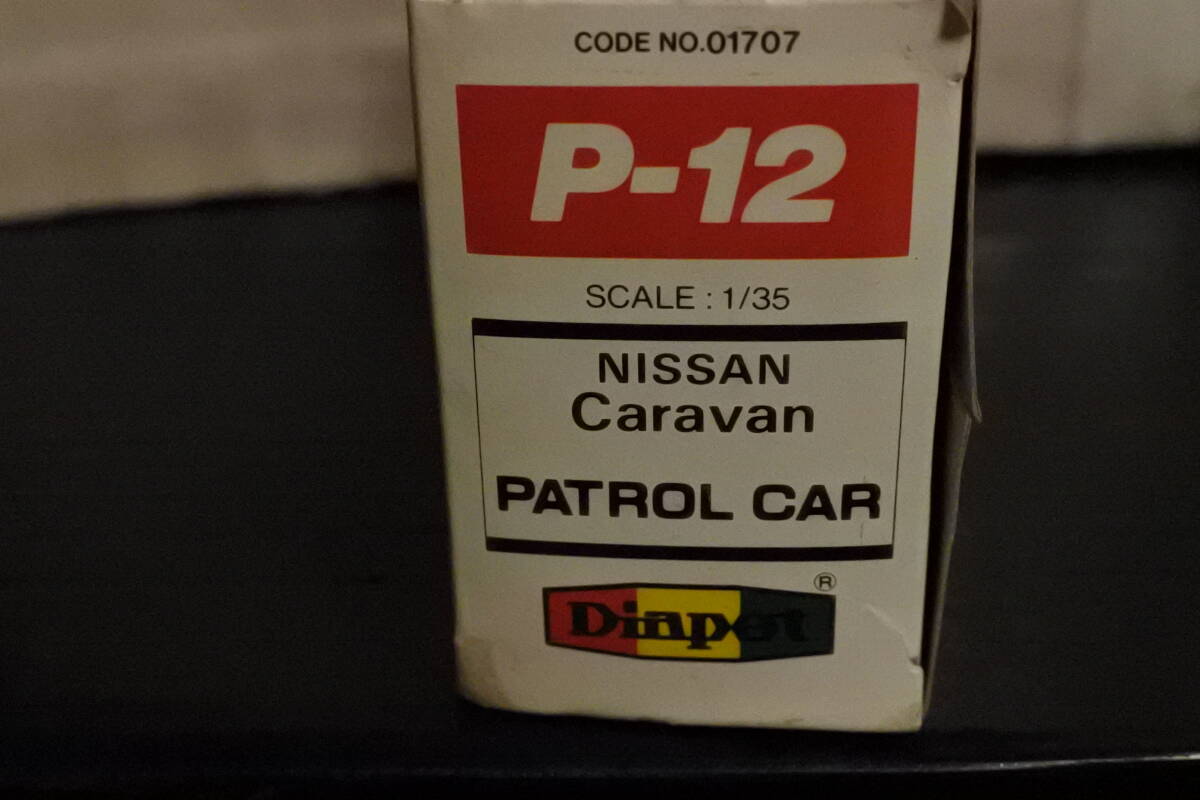 CODE NO.01707
P-12
SCALE : 1/35
NISSAN
Caravan
PATROL CAR
Diapet ®